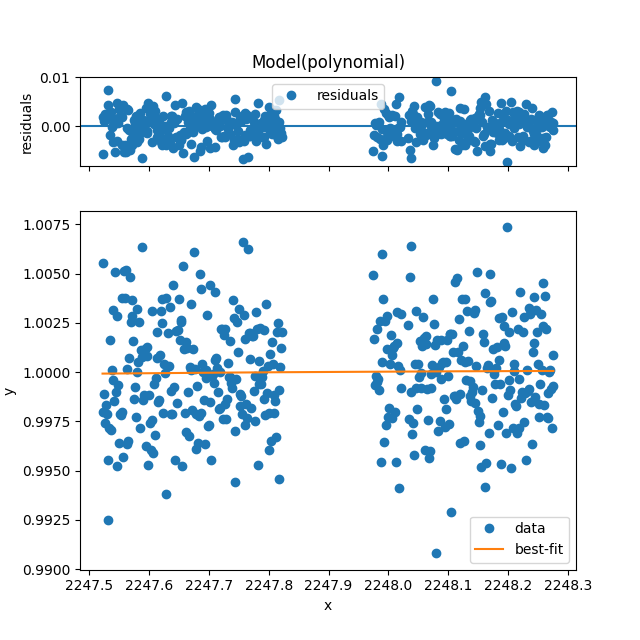 Model(polynomial)
0.01
0.00
residuals
residuals
1.0075
1.0050
1.0025
1.0000
0.9975
0.9950
0.9925
0.9900
y
data
best-fit
2247.5 2247.6 2247.7 2247.8 2247.9 2248.0 2248.1 2248.2 2248.3
x